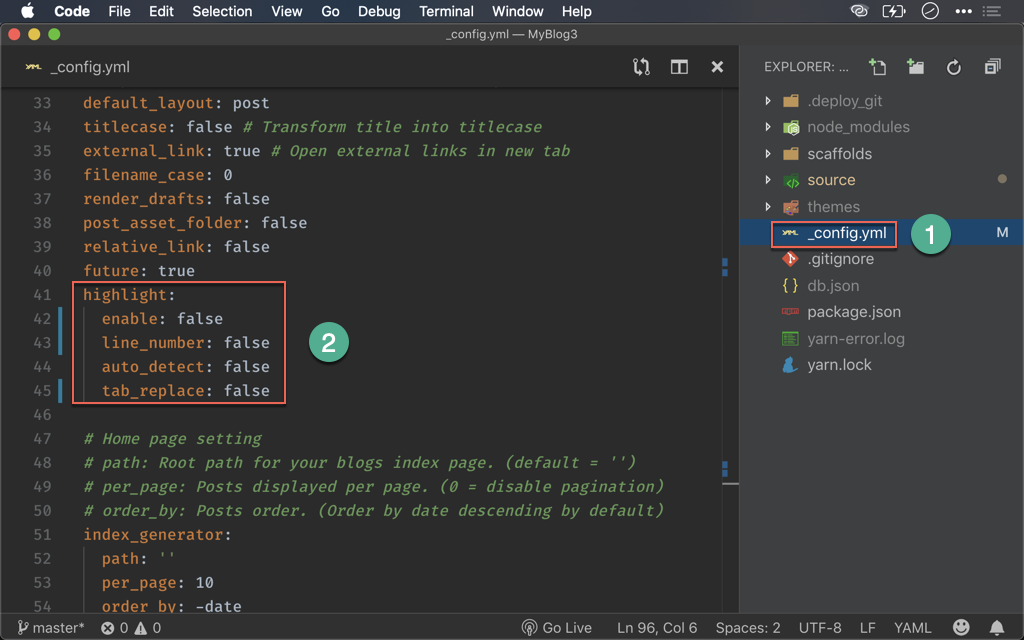 Code File Edit Selection View Go Debug Terminal Window Help
_config.yml — MyBlog3
_config.yml
EXPLORER: ...
33 default_layout: post
34 titlecase: false # Transform title into titlecase
35 external_link: true # Open external links in new tab
36 filename_case: 0
37 render_drafts: false
38 post_asset_folder: false
39 relative_link: false
40 future: true
41 highlight:
42 enable: false
43 line_number: false
44 auto_detect: false
45 tab_replace: false
46
47 # Home page setting
48 # path: Root path for your blogs index page. (default = '')
49 # per_page: Posts displayed per page. (0 = disable pagination)
50 # order_by: Posts order. (Order by date descending by default)
51 index_generator:
52 path: ''
53 per_page: 10
54 order_by: -date
2
.deploy_git
node_modules
scaffolds
source
themes
_config.yml M
1
.gitignore
db.json
package.json
yarn-error.log
yarn.lock
master* 0 0 Go Live Ln 96, Col 6 Spaces: 2 UTF-8 LF YAML